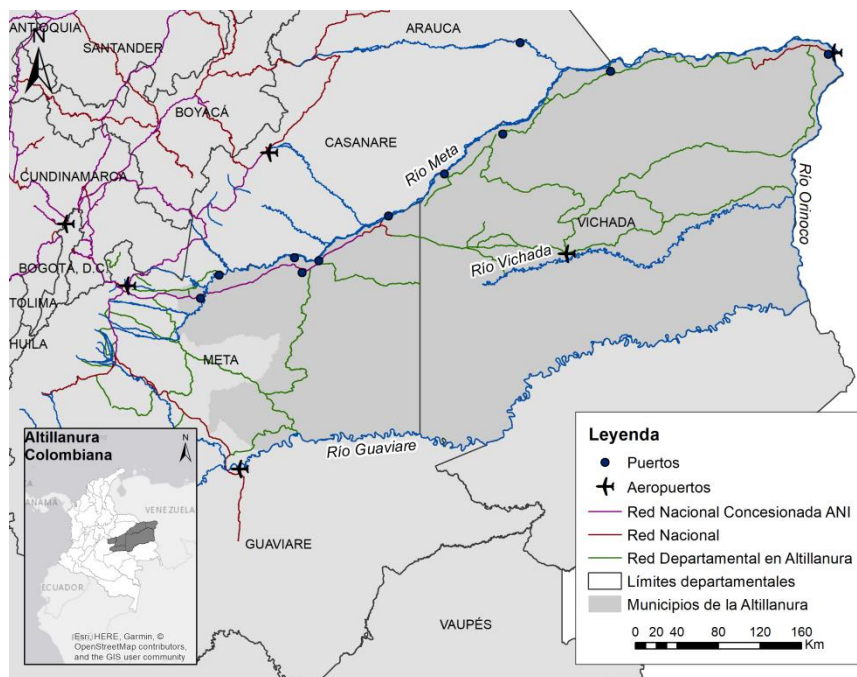 ANTIOQUIA
N
SANTANDER
ARAUCA
BOYACÁ
CASANARE
CUNDINAMARCA
Río Meta
VICHADA
Río Orinoco
BOGOTÁ, D.C.
Río Vichada
TOLIMA
HUILA
META
Río Guaviare
GUAVIARE
VAUPÉS
Altillanura
Colombiana
N
PANAMA
VENEZUELA
ECUADOR
Esri, HERE, Garmin, ©
OpenStreetMap contributors,
and the GIS user community
Leyenda
Puertos
Aeropuertos
Red Nacional Concesionada ANI
Red Nacional
Red Departamental en Altillanura
Límites departamentales
Municipios de la Altillanura
0 20 40 80 120 160
Km